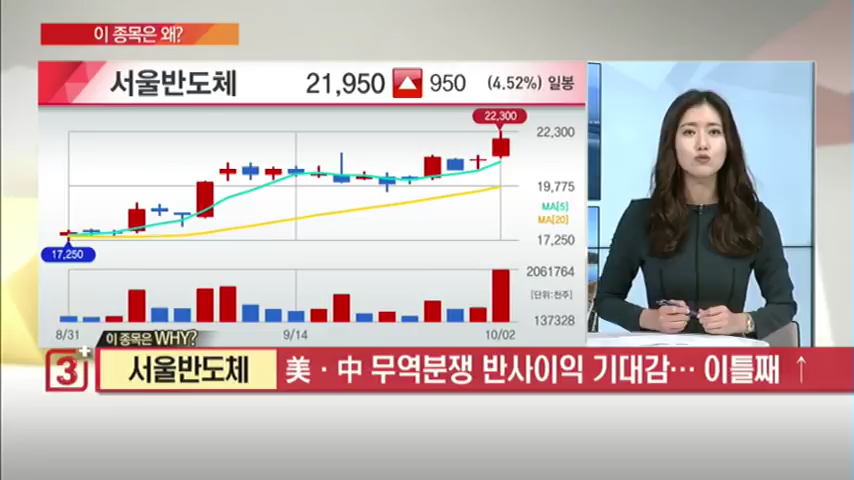 이 종목은 왜?
서울반도체 21,950 950 (4.52%) 일봉
22,300
22,300
19,775
MA[5]
MA[20]
17,250
17,250
2061764
[단위:천주]
137328
8/31 9/14 10/02
이 종목은 WHY?
3+ 서울반도체 美·中 무역분쟁 반사이익 기대감… 이틀째 ↑